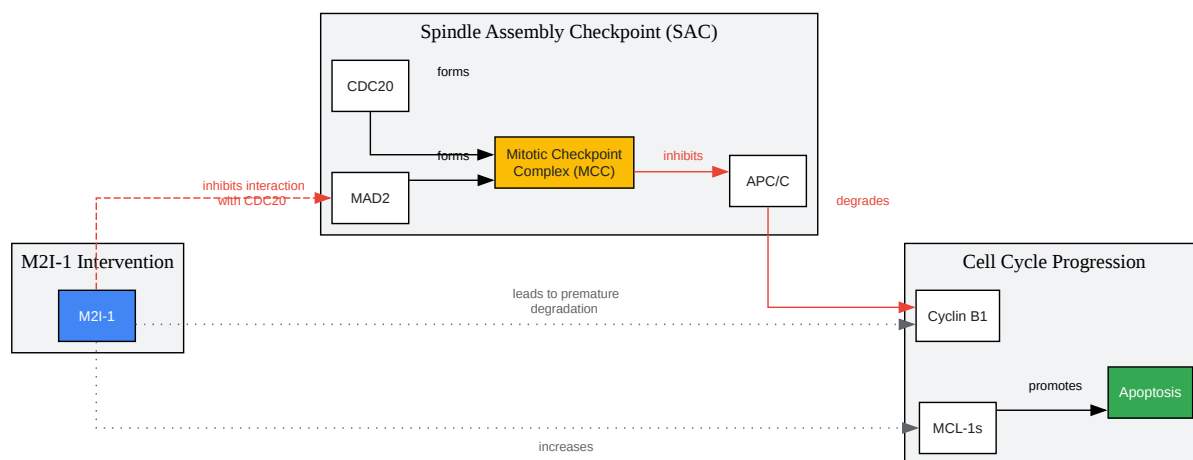 Spindle Assembly Checkpoint (SAC)
CDC20
forms
forms
Mitotic Checkpoint
Complex (MCC)
inhibits
APC/C
MAD2
inhibits interaction
with CDC20
degrades
M2I-1 Intervention
M2I-1
leads to premature
degradation
Cell Cycle Progression
Cyclin B1
promotes
Apoptosis
MCL-1s
increases